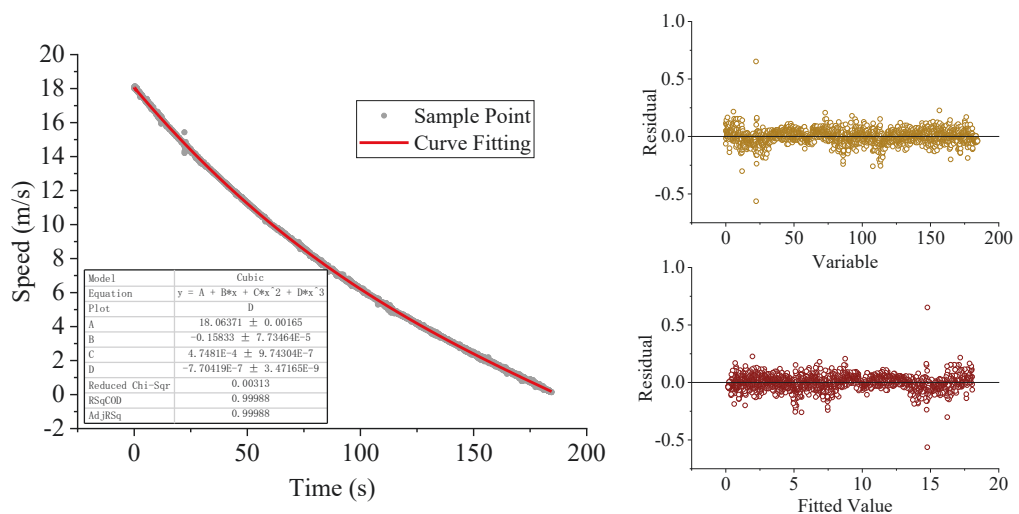 20
18
16
14
12
10
8
6
4
2
0
-2
Speed (m/s)
0 50 100 150 200
Time (s)
Sample Point
Curve Fitting
Model Cubic
Equation y = A + B*x + C*x^2 + D*x^3
Plot D
A 18.06371 ± 0.00165
B -0.15833 ± 7.73464E-5
C 4.7481E-4 ± 9.74304E-7
D -7.70419E-7 ± 3.47165E-9
Reduced Chi-Sqr 0.00313
RSqCOD 0.99988
AdjRSq 0.99988
1.0
0.5
0.0
-0.5
Residual
0 50 100 150 200
Variable
1.0
0.5
0.0
-0.5
Residual
0 5 10 15 20
Fitted Value